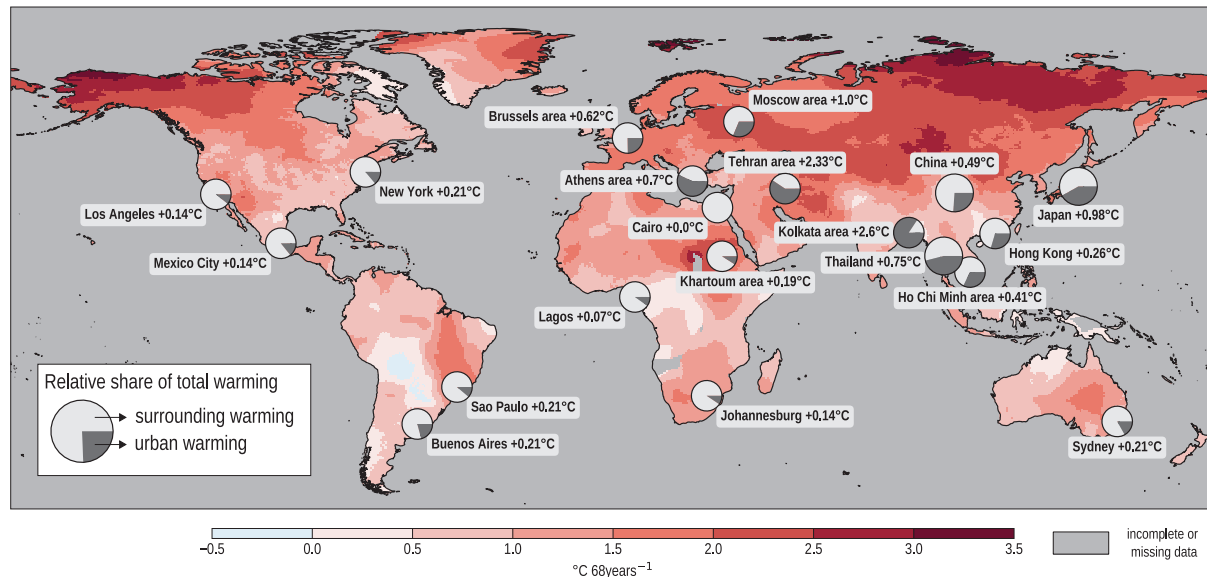 Moscow area +1.0°C
Brussels area +0.62°C
Tehran area +2.33°C
China +0.49°C
Athens area +0.7°C
New York +0.21°C
Los Angeles +0.14°C
Japan +0.98°C
Cairo +0.0°C
Kolkata area +2.6°C
Hong Kong +0.26°C
Mexico City +0.14°C
Thailand +0.75°C
Khartoum area +0.19°C
Ho Chi Minh area +0.41°C
Lagos +0.07°C
Relative share of total warming
surrounding warming
urban warming
Sao Paulo +0.21°C
Johannesburg +0.14°C
Buenos Aires +0.21°C
Sydney +0.21°C
−0.5 0.0 0.5 1.0 1.5 2.0 2.5 3.0 3.5
°C 68years⁻¹
incomplete or
missing data